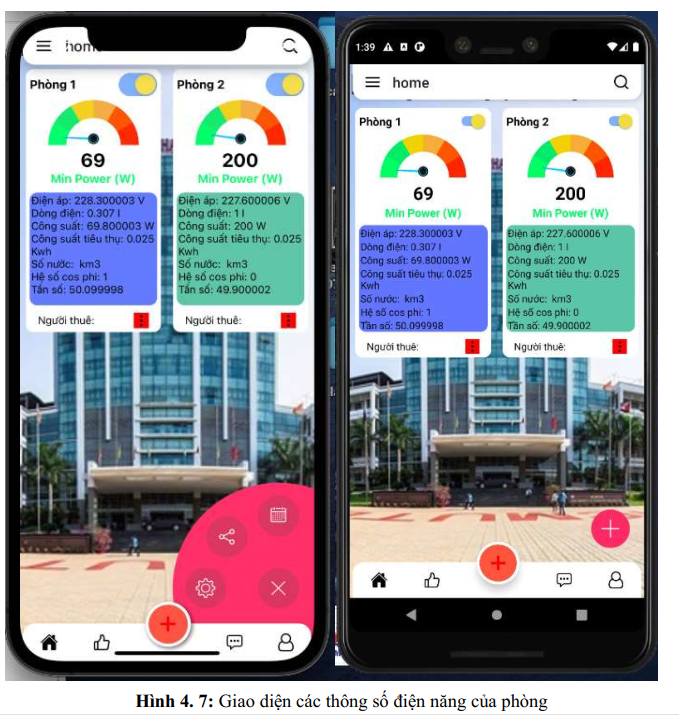 home
Phòng 1
Phòng 2
69
200
Min Power (W)
Min Power (W)
Điện áp: 228.300003 V
Dòng điện: 0.307 I
Công suất: 69.800003 W
Công suất tiêu thụ: 0.025
Kwh
Số nước:  km3
Hệ số cos phi: 1
Tần số: 50.099998
Điện áp: 227.600006 V
Dòng điện: 1 I
Công suất: 200 W
Công suất tiêu thụ: 0.025
Kwh
Số nước:  km3
Hệ số cos phi: 0
Tần số: 49.900002
Người thuê:
Người thuê:
1:39
home
Phòng 1
Phòng 2
69
200
Min Power (W)
Min Power (W)
Điện áp: 228.300003 V
Dòng điện: 0.307 I
Công suất: 69.800003 W
Công suất tiêu thụ: 0.025
Kwh
Số nước:  km3
Hệ số cos phi: 1
Tần số: 50.099998
Điện áp: 227.600006 V
Dòng điện: 1 I
Công suất: 200 W
Công suất tiêu thụ: 0.025
Kwh
Số nước:  km3
Hệ số cos phi: 0
Tần số: 49.900002
Người thuê:
Người thuê:
Hình 4. 7: Giao diện các thông số điện năng của phòng